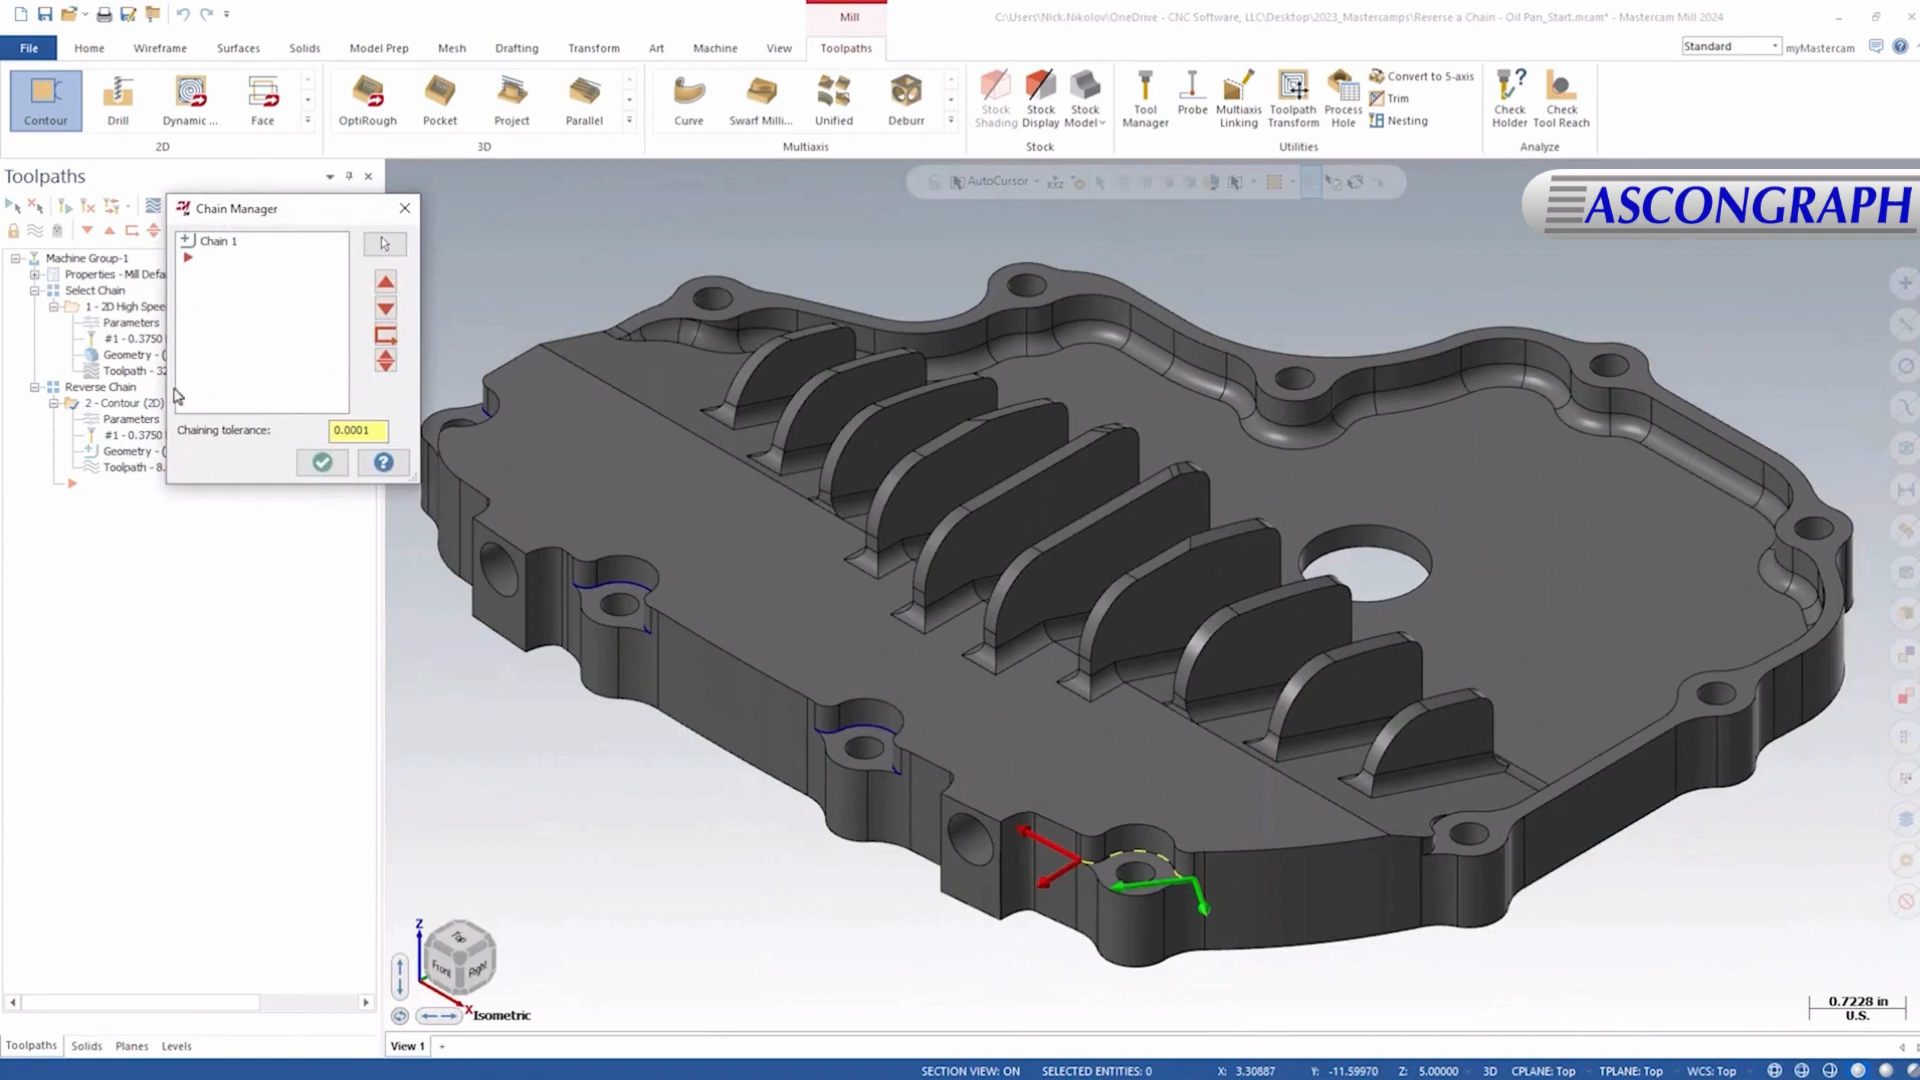 Mill
C:\Users\Nick.Nikolov\OneDrive - CNC Software, LLC\Desktop\2023_Mastercamps\Reverse a Chain - Oil Pan_Start.mcam* - Mastercam Mill 2024
File Home Wireframe Surfaces Solids Model Prep Mesh Drafting Transform Art Machine View Toolpaths
Standard myMastercam
Contour Drill Dynamic ... Face
2D
OptiRough Pocket Project Parallel
3D
Curve Swarf Milli... Unified Deburr
Multiaxis
Stock Shading Stock Display Stock Model
Stock
Tool Manager Probe Multiaxis Linking Toolpath Transform Process Hole
Convert to 5-axis
Trim
Nesting
Utilities
Check Holder Check Tool Reach
Analyze
Toolpaths
AutoCursor
ASCONGRAPH
Chain Manager
Chain 1
Chaining tolerance: 0.0001
Machine Group-1
Properties - Mill Defa
Select Chain
1 - 2D High Spee
Parameters
#1 - 0.3750
Geometry - (
Toolpath - 32
Reverse Chain
2 - Contour (2D)
Parameters
#1 - 0.3750
Geometry - (
Toolpath - 8.
Top
Front
Right
Z
X
Isometric
0.7228 in
U.S.
Toolpaths Solids Planes Levels
View 1 +
SECTION VIEW: ON SELECTED ENTITIES: 0 X: 3.30887 Y: -11.59970 Z: 5.00000 3D CPLANE: Top TPLANE: Top WCS: Top